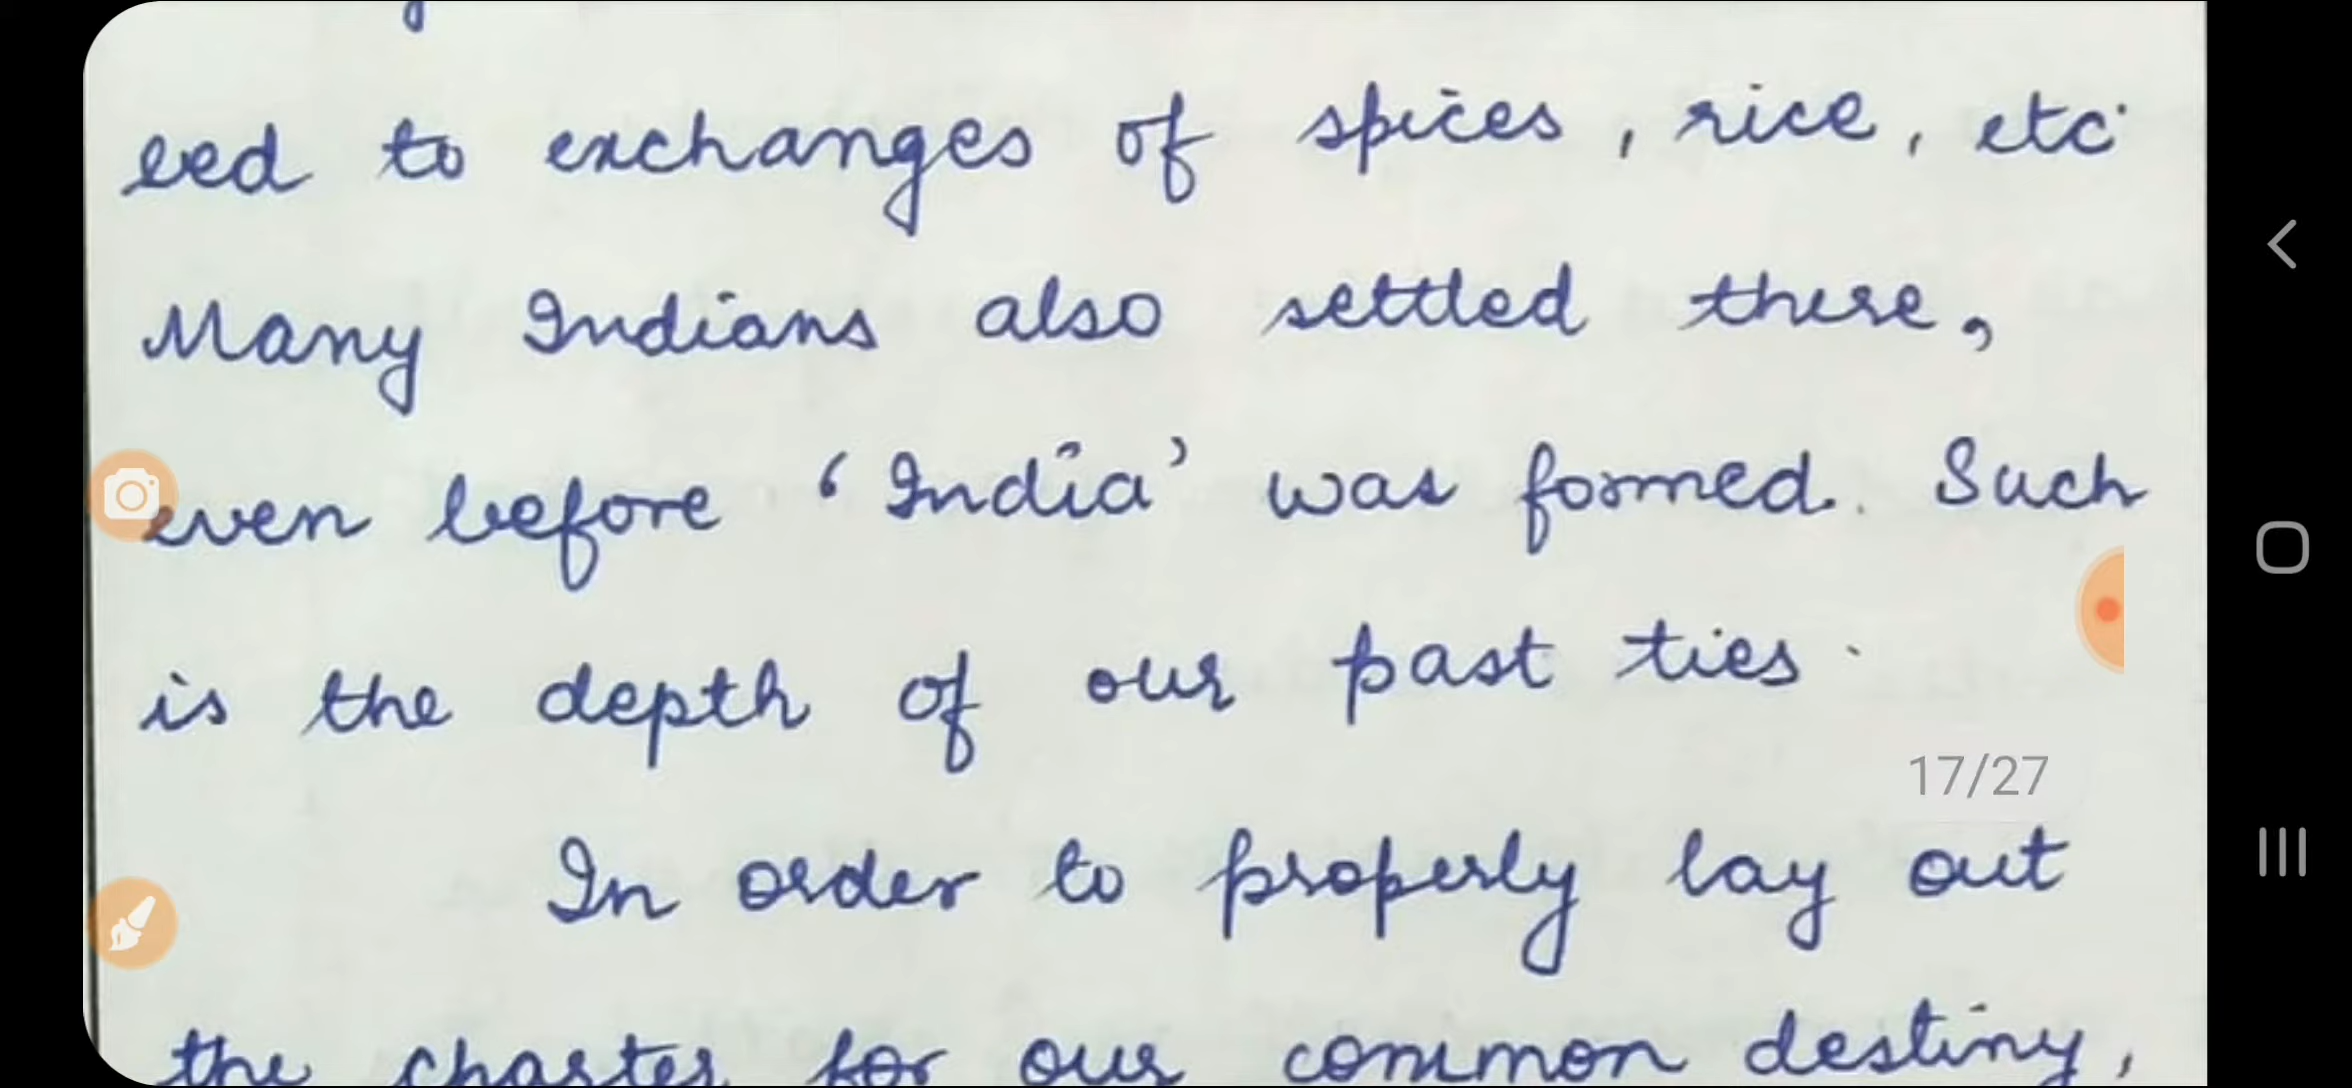 led to exchanges of spices, rice, etc.
Many Indians also settled there,
even before 'India' was formed. Such
is the depth of our past ties.
17/27
In order to properly lay out
the charter for our common destiny,